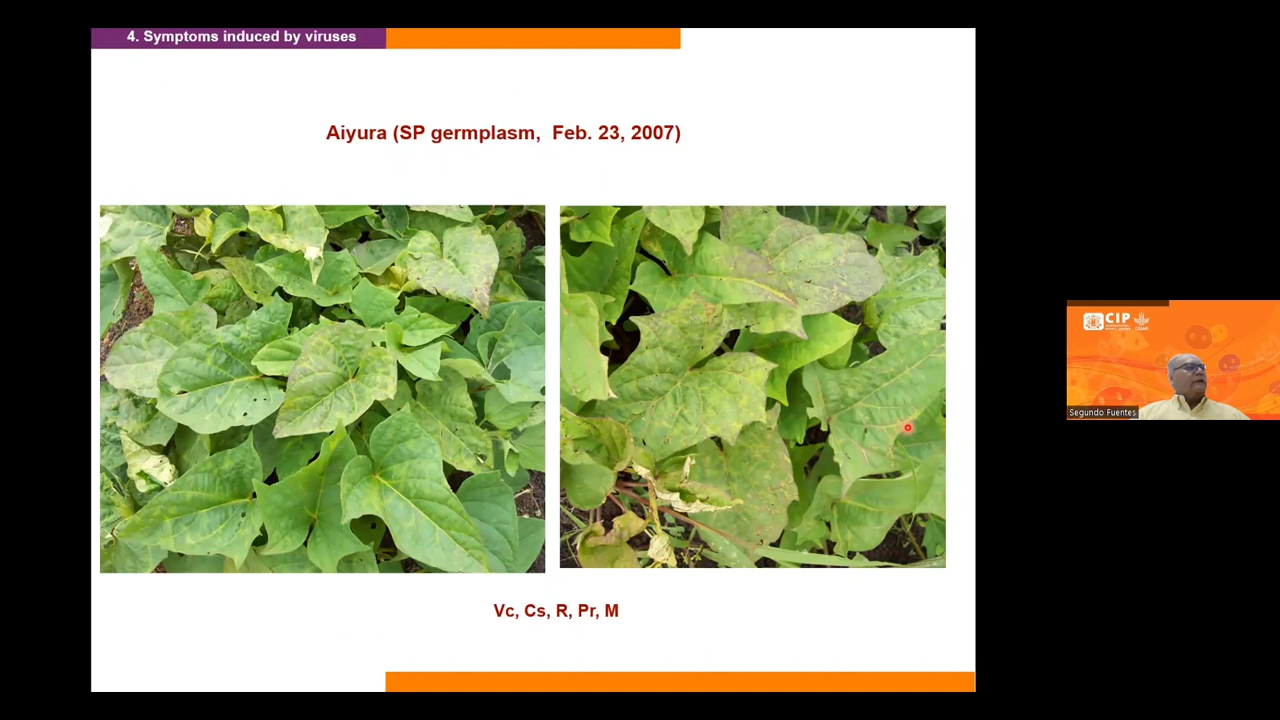 4. Symptoms induced by viruses
Aiyura (SP germplasm, Feb. 23, 2007)
Vc, Cs, R, Pr, M
CIP
Segundo Fuentes